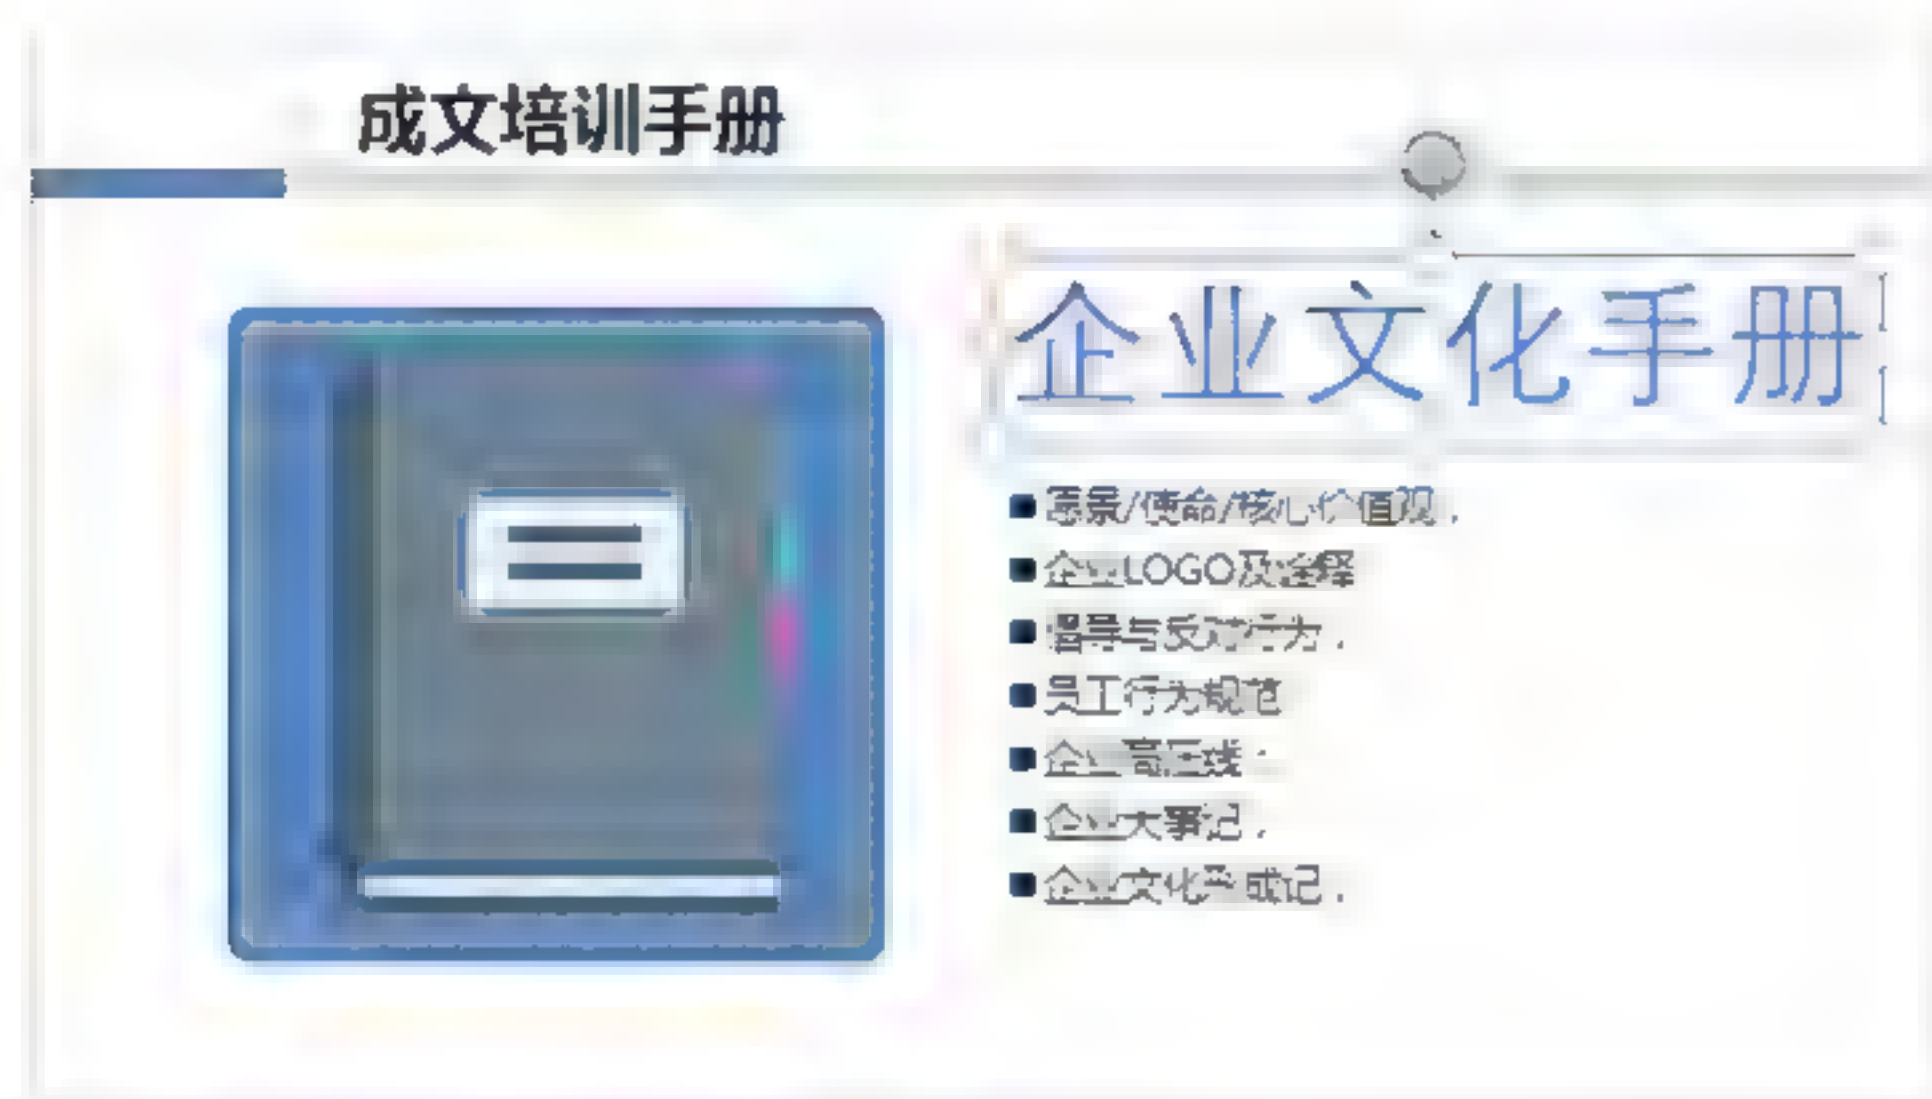 成文培训手册
企业文化手册
愿景/使命/核心价值观.
企业LOGO及诠释
倡导与反对行为.
员工行为规范
企业高压线.
企业大事记.
企业文化形成记.